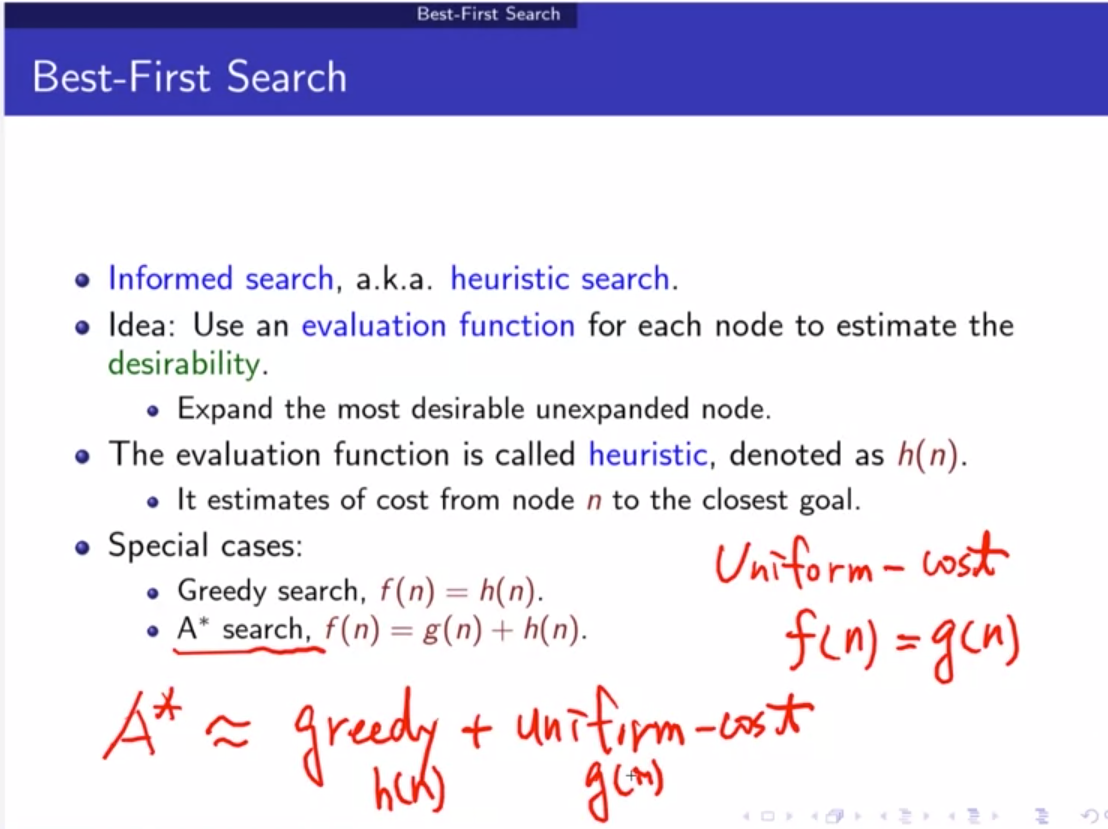 Best-First Search
Best-First Search
Informed search, a.k.a. heuristic search.
Idea: Use an evaluation function for each node to estimate the
desirability.
Expand the most desirable unexpanded node.
The evaluation function is called heuristic, denoted as h(n).
It estimates of cost from node n to the closest goal.
Special cases:
Greedy search, f(n) = h(n).
A* search, f(n) = g(n) + h(n).
Uniform-cost
f(n) = g(n)
A* ≈ greedy + uniform-cost
h(n) g(n)